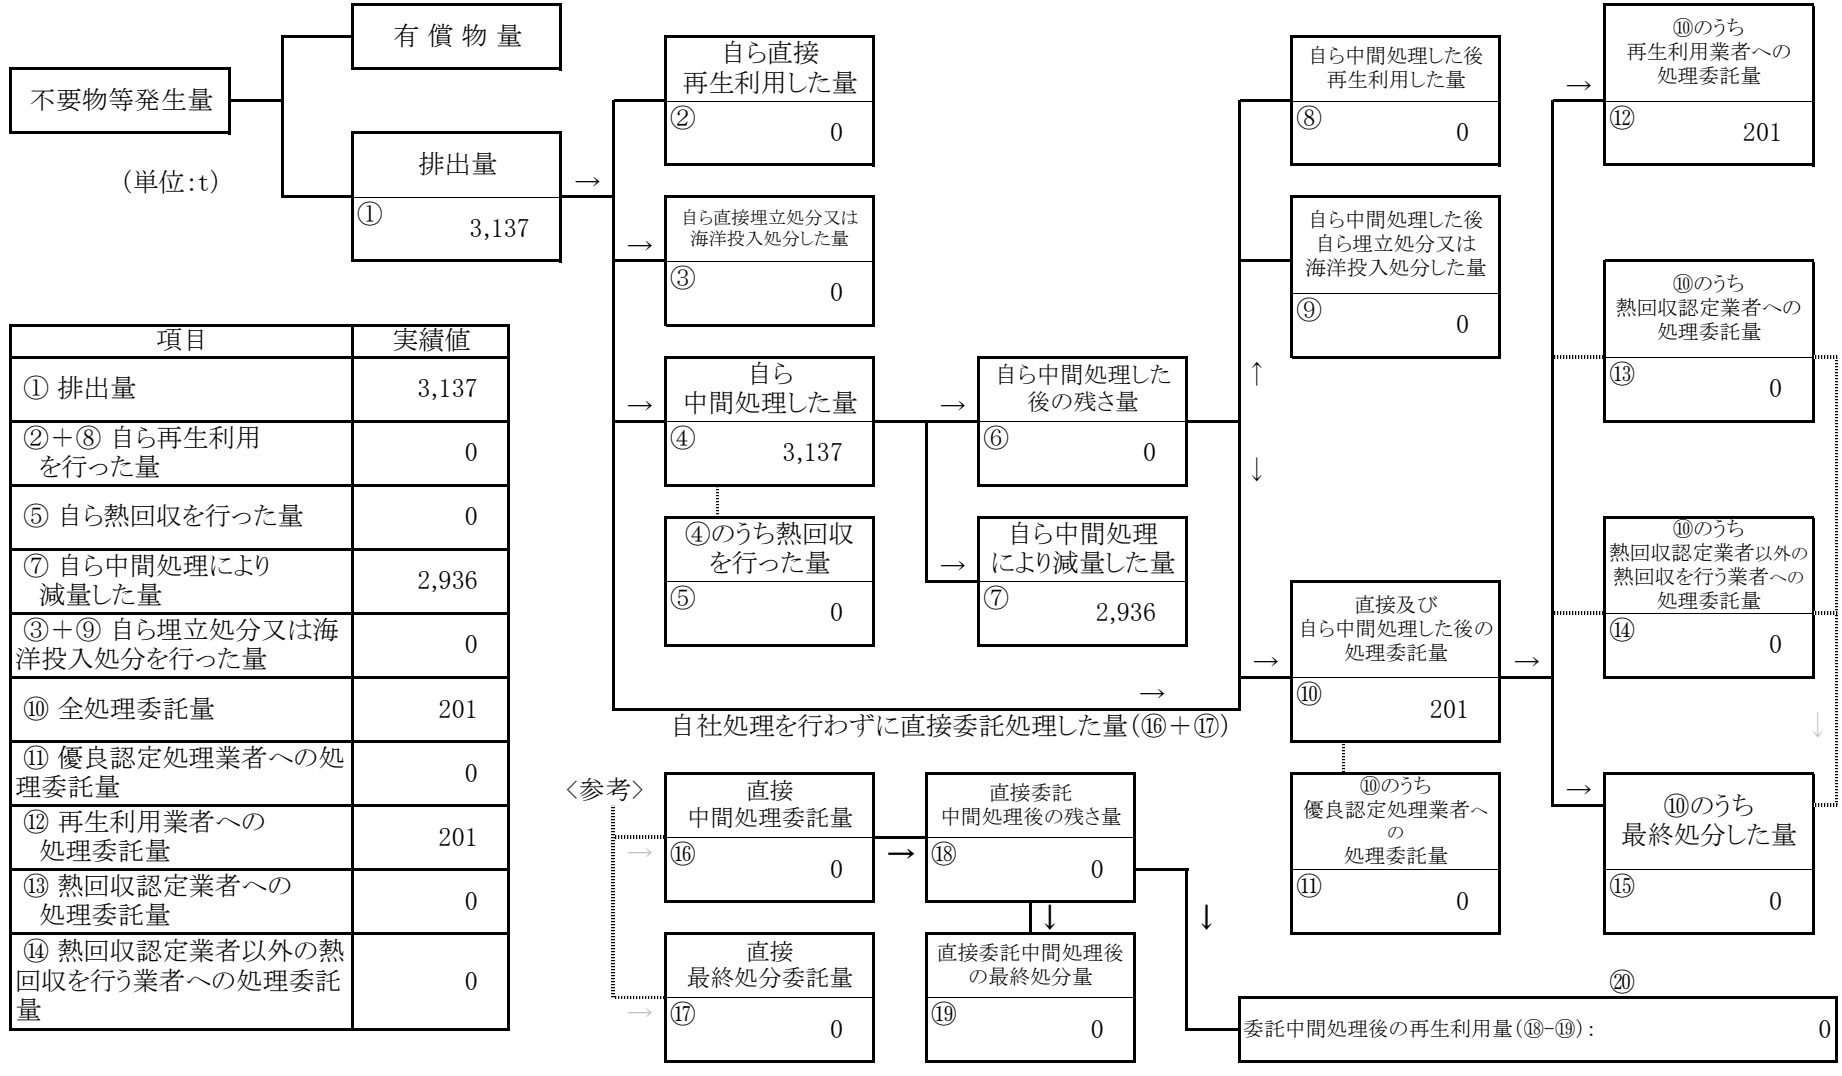 有 償 物 量
不要物等発生量
排出量
①
3,137
(単位:t)
→
自ら直接
再生利用した量
②
0
→
自ら直接埋立処分又は
海洋投入処分した量
③
0
→
自ら
中間処理した量
④
3,137
④のうち熱回収
を行った量
⑤
0
→
自ら中間処理した
後の残さ量
⑥
0
→
自ら中間処理
により減量した量
⑦
2,936
自ら中間処理した後
再生利用した量
⑧
0
自ら中間処理した後
自ら埋立処分又は
海洋投入処分した量
⑨
0
↑
↓
→
自社処理を行わずに直接委託処理した量(⑯+⑰)
→
直接及び
自ら中間処理した後の
処理委託量
⑩
201
⑩のうち
優良認定処理業者へ
の
処理委託量
⑪
0
→
→
⑩のうち
再生利用業者への
処理委託量
⑫
201
⑩のうち
熱回収認定業者への
処理委託量
⑬
0
⑩のうち
熱回収認定業者以外の
熱回収を行う業者への
処理委託量
⑭
0
↓
→
⑩のうち
最終処分した量
⑮
0
項目 実績値
① 排出量 3,137
②+⑧ 自ら再生利用
を行った量 0
⑤ 自ら熱回収を行った量 0
⑦ 自ら中間処理により
減量した量 2,936
③+⑨ 自ら埋立処分又は海
洋投入処分を行った量 0
⑩ 全処理委託量 201
⑪ 優良認定処理業者への処
理委託量 0
⑫ 再生利用業者への
処理委託量 201
⑬ 熱回収認定業者への
処理委託量 0
⑭ 熱回収認定業者以外の熱
回収を行う業者への処理委託
量 0
<参考>
→
直接
中間処理委託量
⑯
0
→
直接委託
中間処理後の残さ量
⑱
0
↓
↓
→
直接
最終処分委託量
⑰
0
直接委託中間処理後
の最終処分量
⑲
0
⑳
委託中間処理後の再生利用量(⑱-⑲): 0